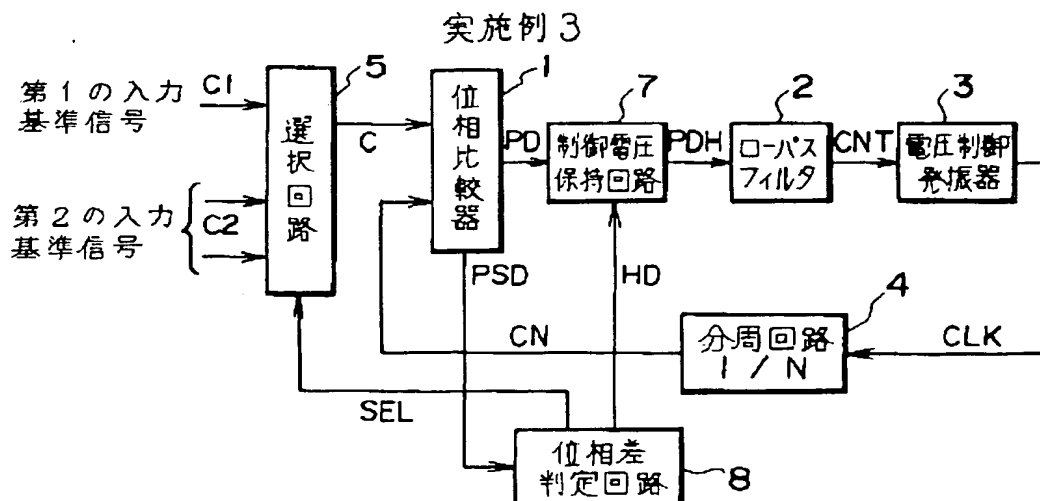 実施例3
第1の入力
基準信号
C1
第2の入力
基準信号
C2
5
選択回路
C
1
位相比較器
PD
7
制御電圧
保持回路
PDH
2
ローパス
フィルタ
CNT
3
電圧制御
発振器
PSD
HD
4
分周回路
1/N
CN
CLK
SEL
位相差
判定回路
8